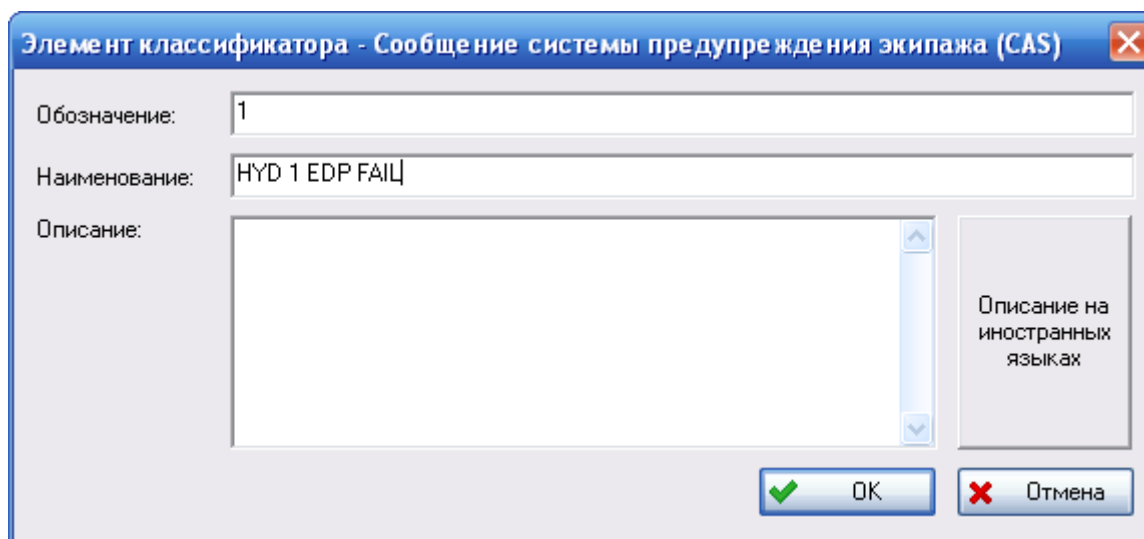 Элемент классификатора - Сообщение системы предупреждения экипажа (CAS)
Обозначение:
1
Наименование:
HYD 1 EDP FAIL
Описание:
Описание на
иностранных
языках
OK
Отмена